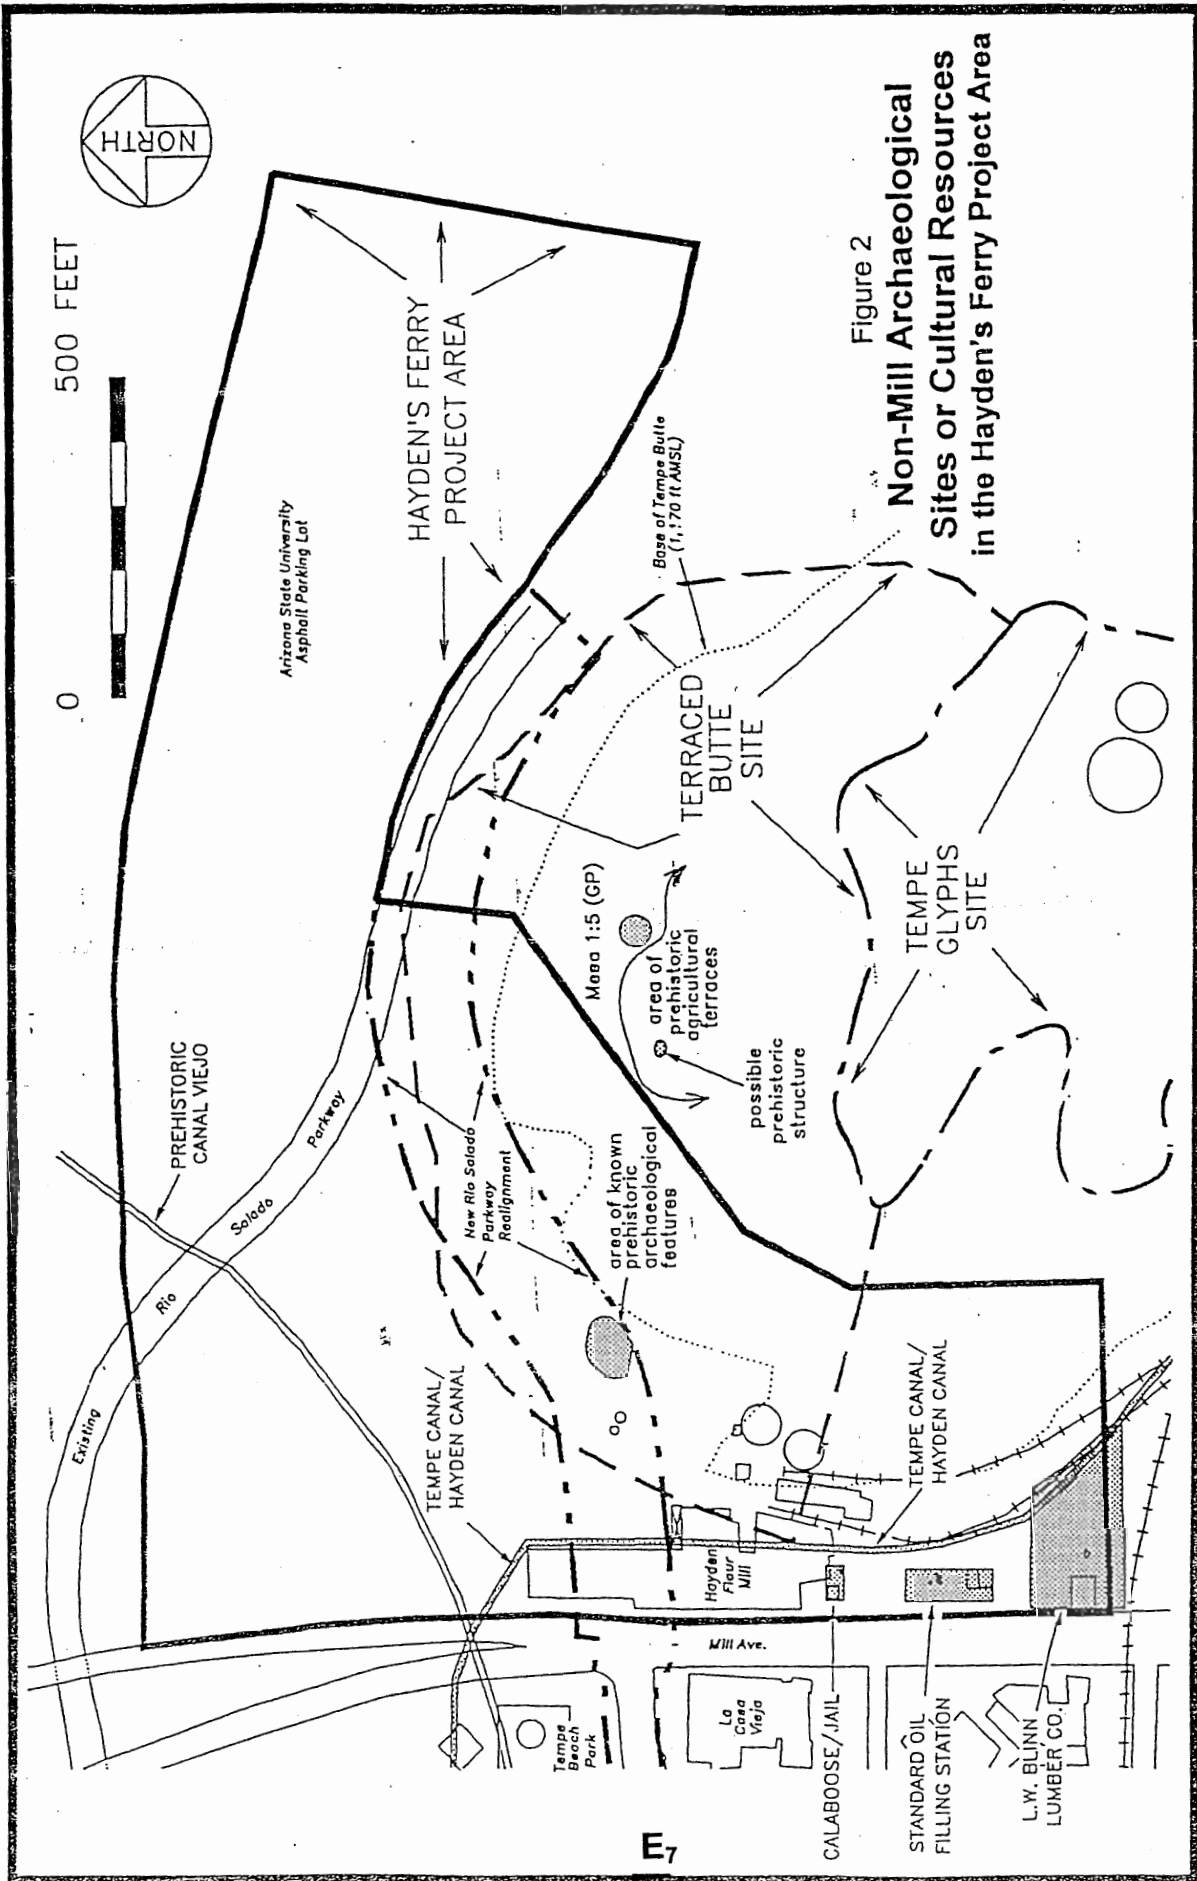 NORTH
0 500 FEET
HAYDEN'S FERRY
PROJECT AREA
Arizona State University
Asphalt Parking Lot
Base of Tempe Butte
(1,170 ft AMSL)
PREHISTORIC
CANAL VIEJO
Existing Rio Salado Parkway
New Rio Salado
Parkway
Realignment
TERRACED
BUTTE
SITE
Mesa 1:5 (GP)
area of
prehistoric
agricultural
terraces
possible
prehistoric
structure
TEMPE
GLYPHS
SITE
area of known
prehistoric
archaeological
features
TEMPE CANAL/
HAYDEN CANAL
TEMPE CANAL/
HAYDEN CANAL
Hayden
Flour
Mill
Mill Ave.
Tempe
Beach
Park
La
Casa
Vieja
CALABOOSE/JAIL
STANDARD OIL
FILLING STATION
L.W. BLINN
LUMBER CO.
Figure 2
Non-Mill Archaeological
Sites or Cultural Resources
in the Hayden's Ferry Project Area
E7